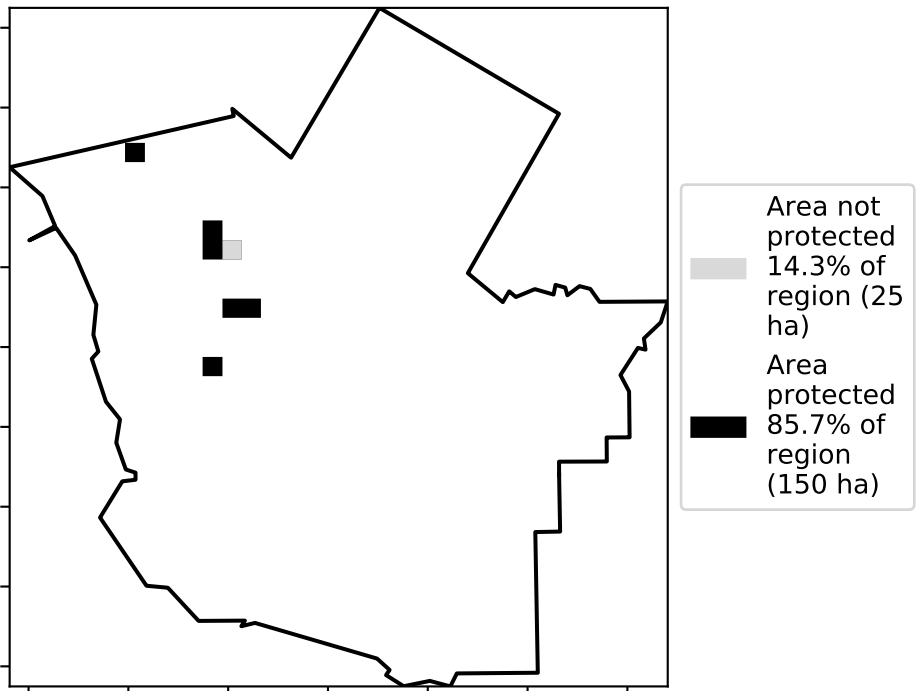 Area not
protected
14.3% of
region (25
ha)
Area
protected
85.7% of
region
(150 ha)